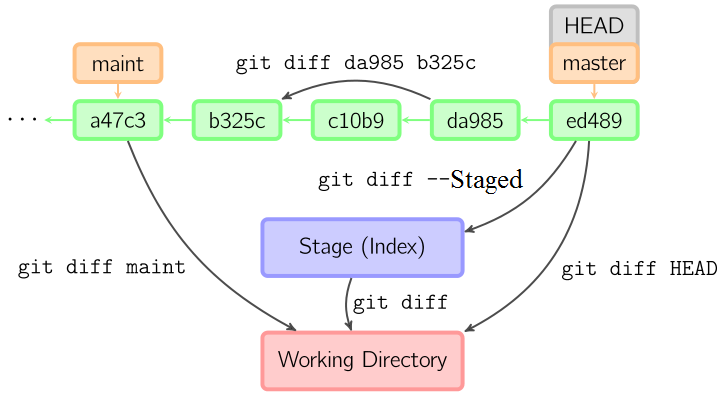 HEAD
maint
git diff da985 b325c
master
...
a47c3
b325c
c10b9
da985
ed489
git diff --Staged
Stage (Index)
git diff maint
git diff HEAD
git diff
Working Directory